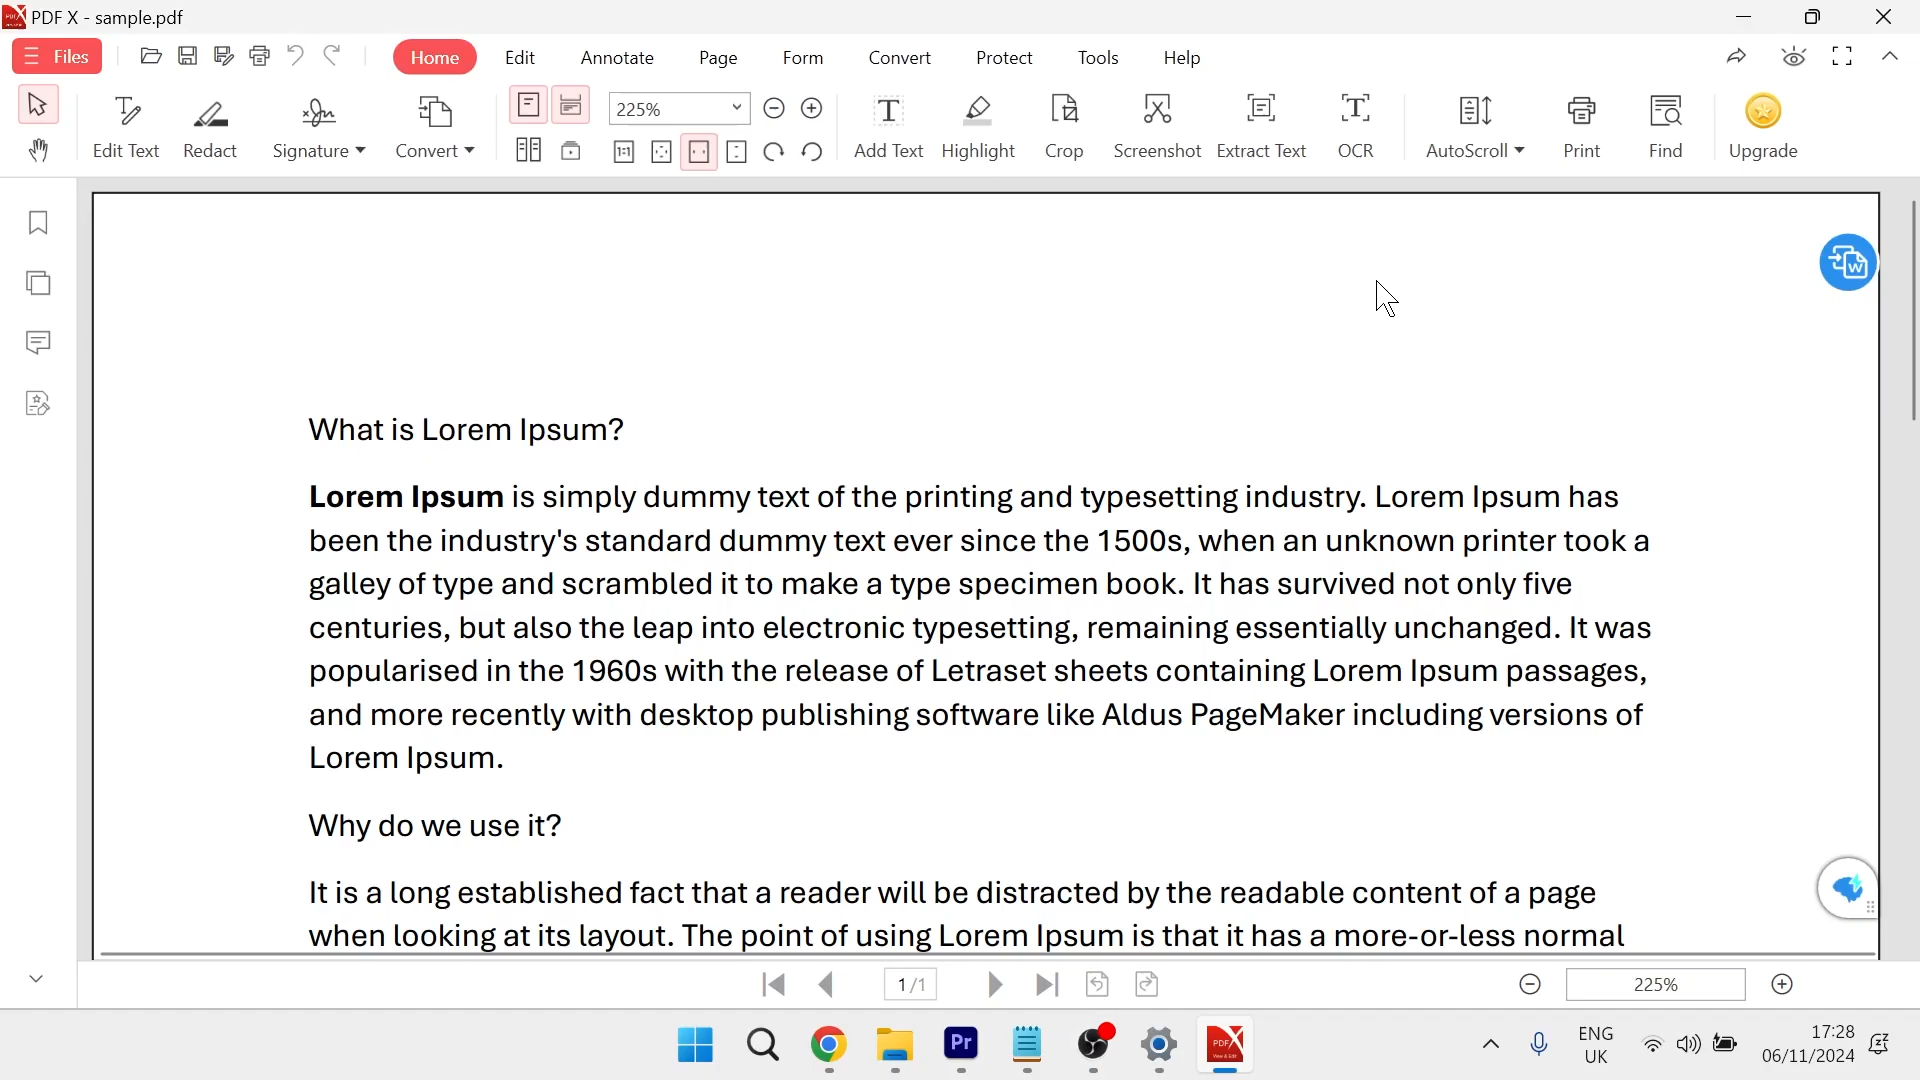 PDF X - sample.pdf
Files
Home Edit Annotate Page Form Convert Protect Tools Help
225%
Edit Text Redact Signature Convert Add Text Highlight Crop Screenshot Extract Text OCR AutoScroll Print Find Upgrade
What is Lorem Ipsum?
Lorem Ipsum is simply dummy text of the printing and typesetting industry. Lorem Ipsum has
been the industry's standard dummy text ever since the 1500s, when an unknown printer took a
galley of type and scrambled it to make a type specimen book. It has survived not only five
centuries, but also the leap into electronic typesetting, remaining essentially unchanged. It was
popularised in the 1960s with the release of Letraset sheets containing Lorem Ipsum passages,
and more recently with desktop publishing software like Aldus PageMaker including versions of
Lorem Ipsum.
Why do we use it?
It is a long established fact that a reader will be distracted by the readable content of a page
when looking at its layout. The point of using Lorem Ipsum is that it has a more-or-less normal
1/1 225%
Pr
PDF X
ENG 17:28
UK 06/11/2024